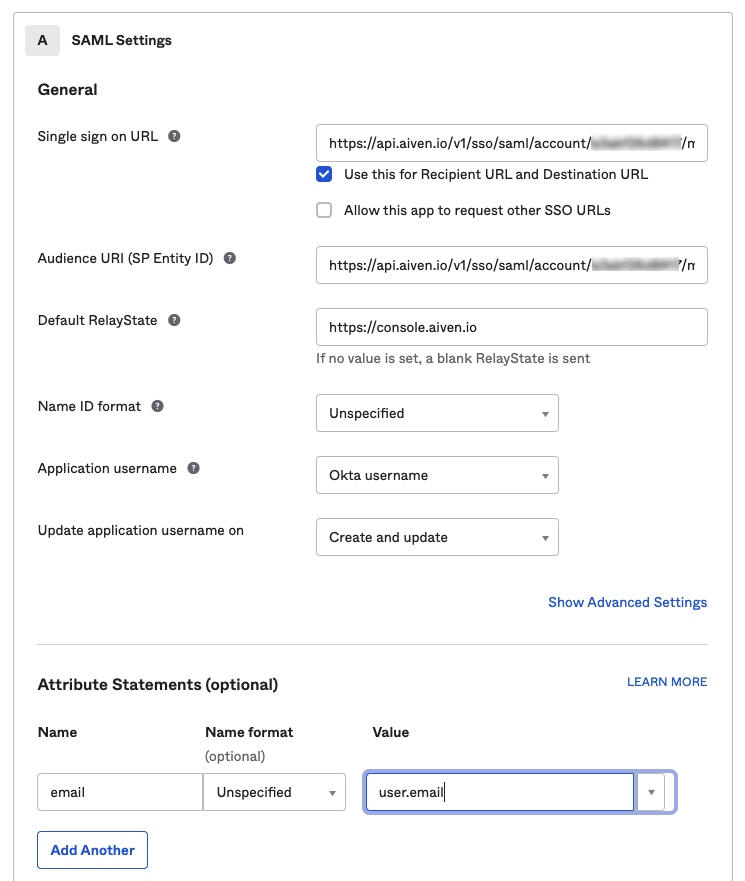 A SAML Settings
General
Single sign on URL ?
https://api.aiven.io/v1/sso/saml/account/ /m
Use this for Recipient URL and Destination URL
Allow this app to request other SSO URLs
Audience URI (SP Entity ID) ?
https://api.aiven.io/v1/sso/saml/account/ /m
Default RelayState ?
https://console.aiven.io
If no value is set, a blank RelayState is sent
Name ID format ?
Unspecified
Application username ?
Okta username
Update application username on
Create and update
Show Advanced Settings
Attribute Statements (optional)
LEARN MORE
Name Name format Value
(optional)
email Unspecified user.email
Add Another